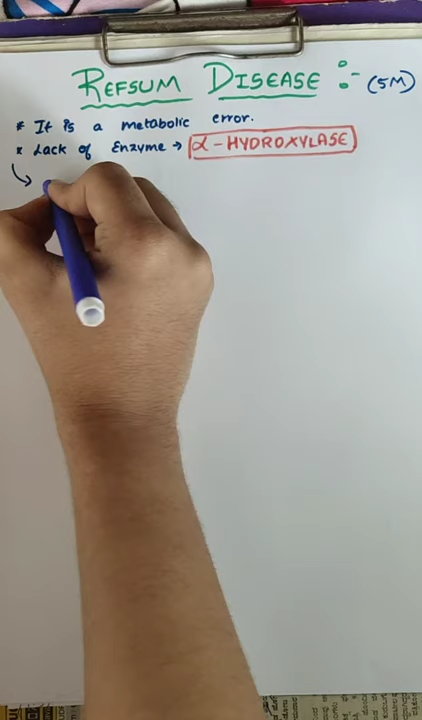 REFSUM DISEASE :- (5M)
* It is a metabolic error.
* Lack of Enzyme → α-HYDROXYLASE